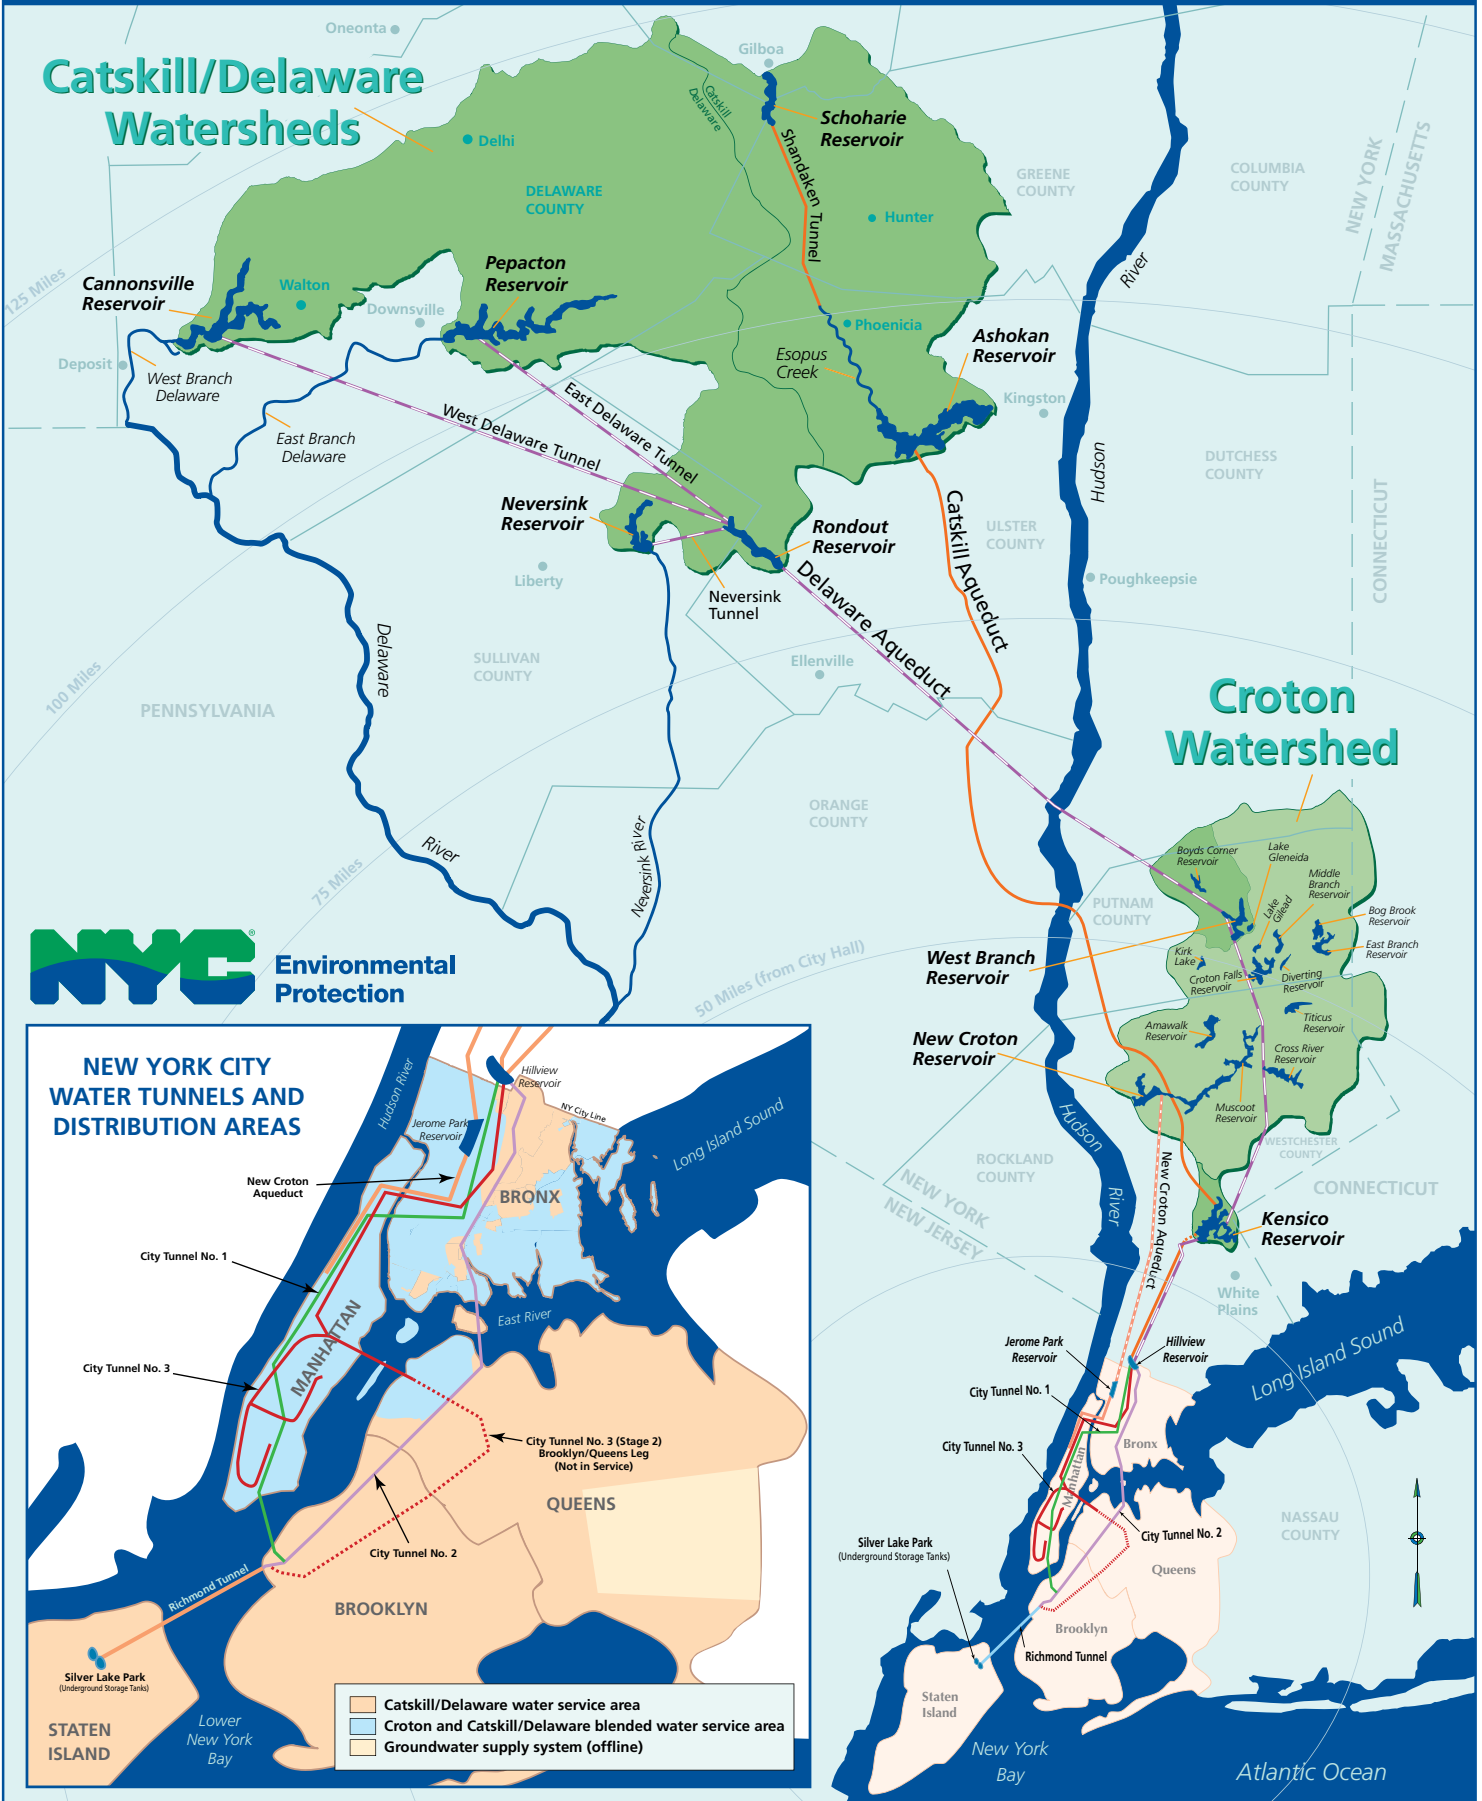 Oneonta
Gilboa
Catskill/Delaware
Watersheds
Catskill
Delaware
Schoharie
Reservoir
Delhi
Shandaken Tunnel
DELAWARE
COUNTY
GREENE
COUNTY
COLUMBIA
COUNTY
NEW YORK
MASSACHUSETTS
Hunter
125 Miles
Cannonsville
Reservoir
Walton
Pepacton
Reservoir
Downsville
River
Phoenicia
Ashokan
Reservoir
Esopus
Creek
Deposit
West Branch
Delaware
Kingston
East Delaware Tunnel
West Delaware Tunnel
East Branch
Delaware
Hudson
DUTCHESS
COUNTY
CONNECTICUT
Neversink
Reservoir
Rondout
Reservoir
Catskill Aqueduct
ULSTER
COUNTY
Liberty
Neversink
Tunnel
Poughkeepsie
Delaware Aqueduct
Delaware
SULLIVAN
COUNTY
Ellenville
100 Miles
PENNSYLVANIA
Croton
Watershed
ORANGE
COUNTY
River
75 Miles
Neversink River
Boyds Corner
Reservoir
Lake
Gleneida
Middle
Branch
Reservoir
Lake
Gilead
Bog Brook
Reservoir
PUTNAM
COUNTY
East Branch
Reservoir
Kirk
Lake
West Branch
Reservoir
Croton Falls
Reservoir
Diverting
Reservoir
50 Miles (from City Hall)
NYC
®
Environmental
Protection
Titicus
Reservoir
Amawalk
Reservoir
New Croton
Reservoir
Cross River
Reservoir
Muscoot
Reservoir
Hudson
River
WESTCHESTER
COUNTY
ROCKLAND
COUNTY
NEW YORK
NEW JERSEY
New Croton Aqueduct
CONNECTICUT
Kensico
Reservoir
White
Plains
Long Island Sound
Jerome Park
Reservoir
Hillview
Reservoir
City Tunnel No. 1
City Tunnel No. 3
Bronx
Manhattan
City Tunnel No. 2
NASSAU
COUNTY
Silver Lake Park
(Underground Storage Tanks)
Queens
Brooklyn
Richmond Tunnel
Staten
Island
New York
Bay
Atlantic Ocean
NEW YORK CITY
WATER TUNNELS AND
DISTRIBUTION AREAS
Hudson River
Hillview
Reservoir
NY City Line
Jerome Park
Reservoir
Long Island Sound
New Croton
Aqueduct
BRONX
City Tunnel No. 1
MANHATTAN
East River
City Tunnel No. 3
City Tunnel No. 3 (Stage 2)
Brooklyn/Queens Leg
(Not in Service)
QUEENS
City Tunnel No. 2
Richmond Tunnel
BROOKLYN
Silver Lake Park
(Underground Storage Tanks)
STATEN
ISLAND
Lower
New York
Bay
Catskill/Delaware water service area
Croton and Catskill/Delaware blended water service area
Groundwater supply system (offline)